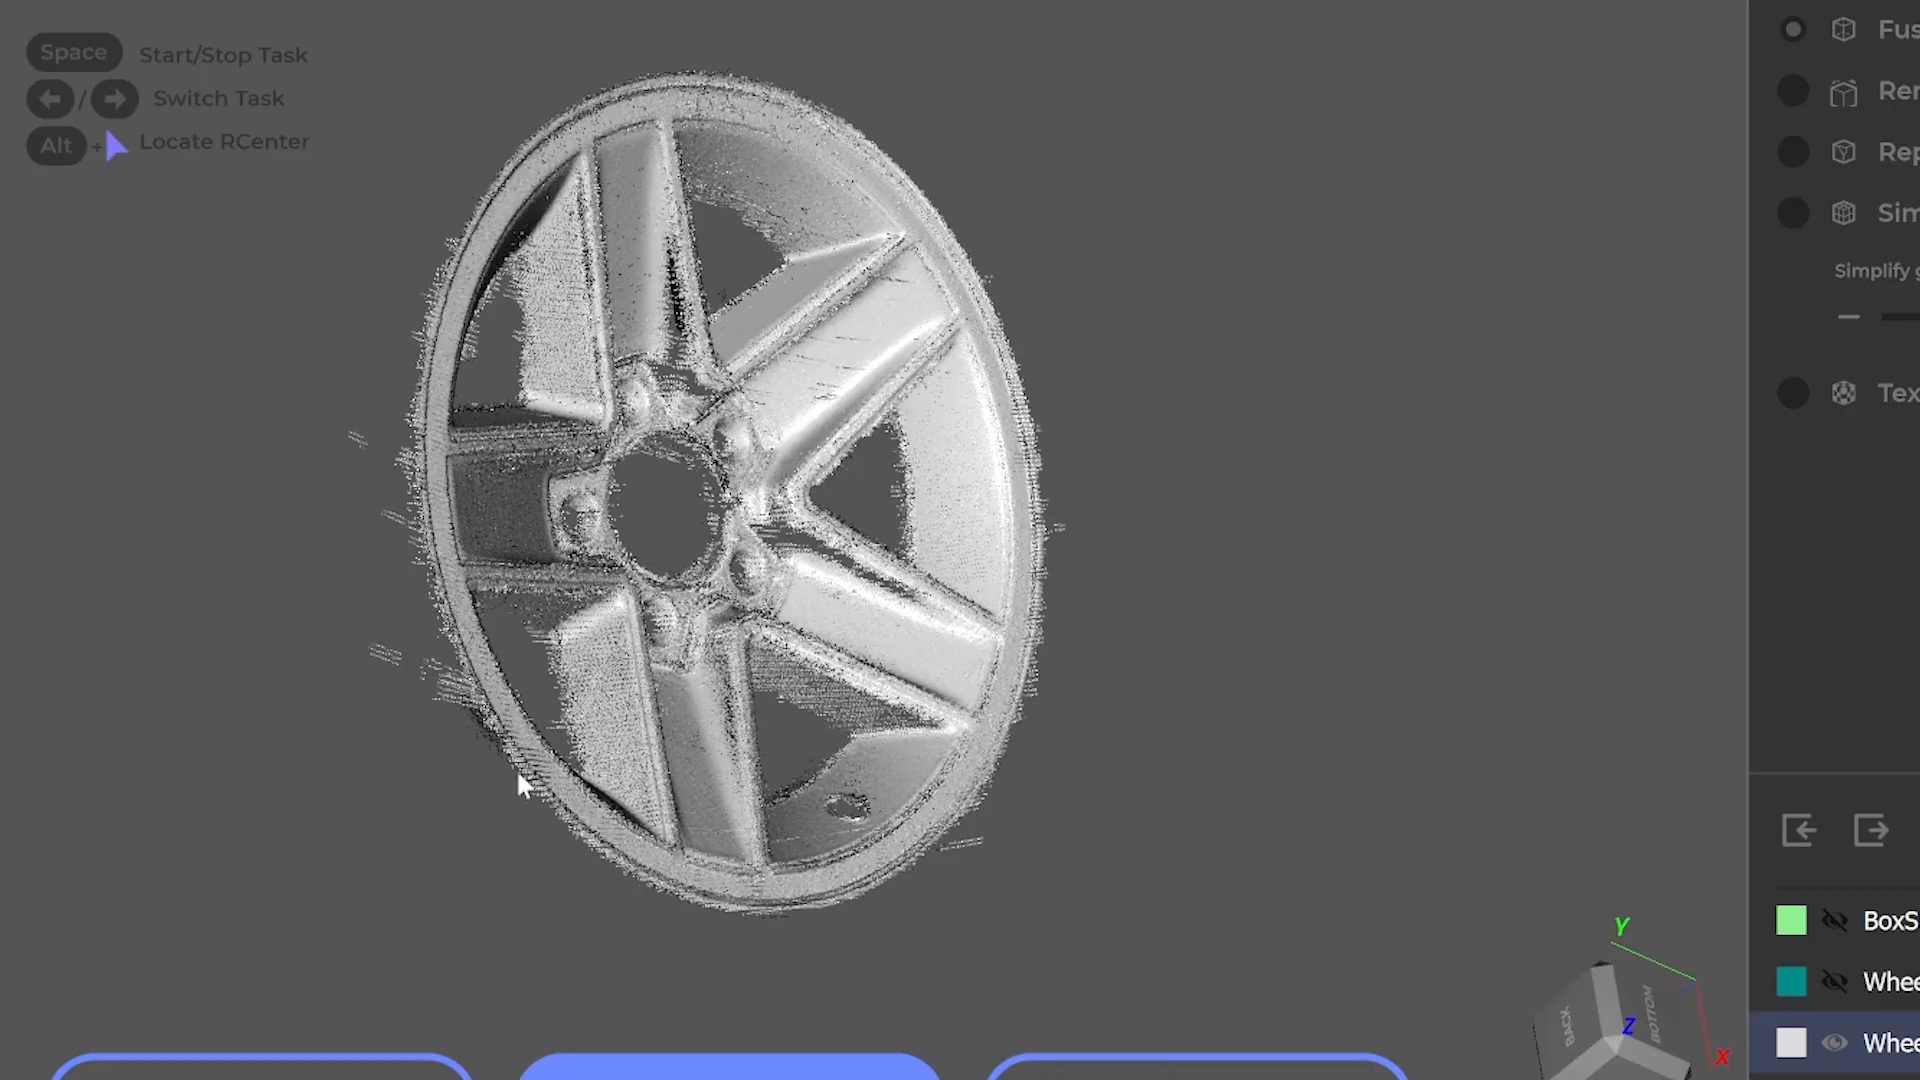 Space Start/Stop Task
/ Switch Task
Alt + Locate RCenter
Fus
Rem
Rep
Sim
Simplify g
Tex
BoxS
Whee
Whee
Y
BACK
BOTTOM
Z
X